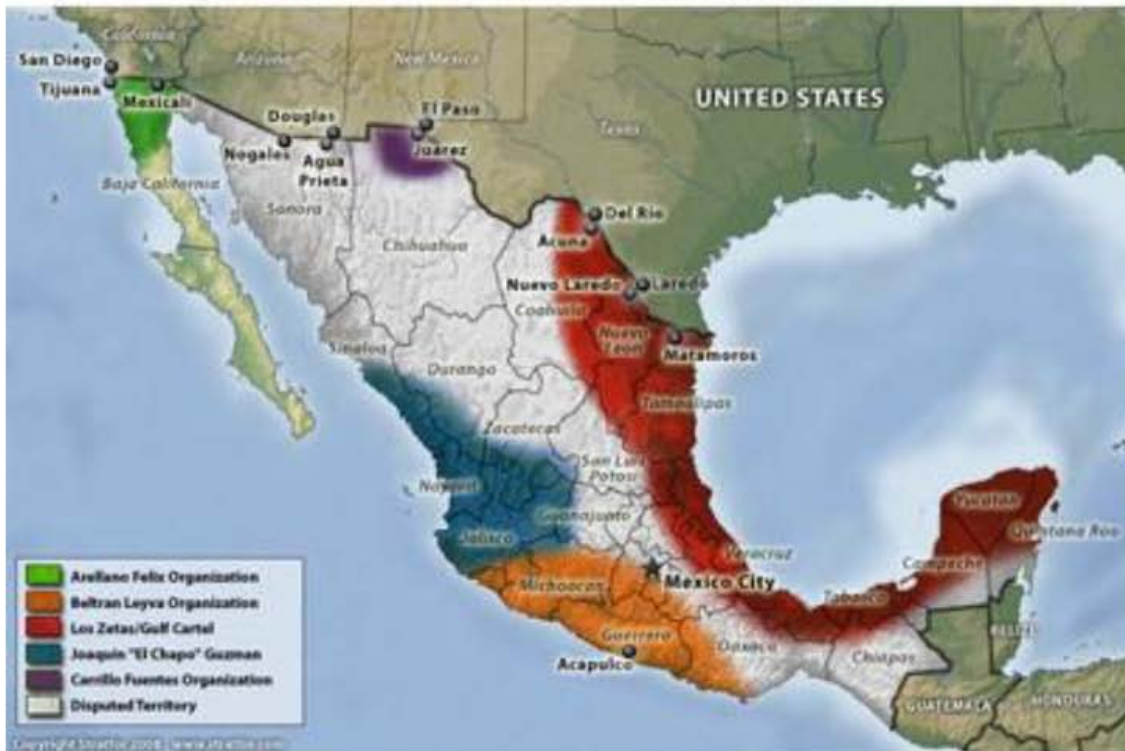 California
San Diego
Arizona
New Mexico
Tijuana
Mexicali
Douglas
El Paso
UNITED STATES
Nogales
Agua
Prieta
Juárez
Texas
Baja California
Sonora
Chihuahua
Del Rio
Acuna
Nuevo Laredo
Laredo
Coahuila
Nuevo
Leon
Matamoros
Sinaloa
Durango
Tamaulipas
Zacatecas
San Luis
Potosi
Nayarit
Guanajuato
Yucatan
Quintana Roo
Jalisco
Veracruz
Campeche
Michoacan
Mexico City
Tabasco
Guerrero
Oaxaca
BELIZE
Acapulco
Chiapas
GUATEMALA
HONDURAS
Arellano Felix Organization
Beltran Leyva Organization
Los Zetas/Gulf Cartel
Joaquin "El Chapo" Guzman
Carrillo Fuentes Organization
Disputed Territory
Copyright Stratfor 2008 - www.stratfor.com